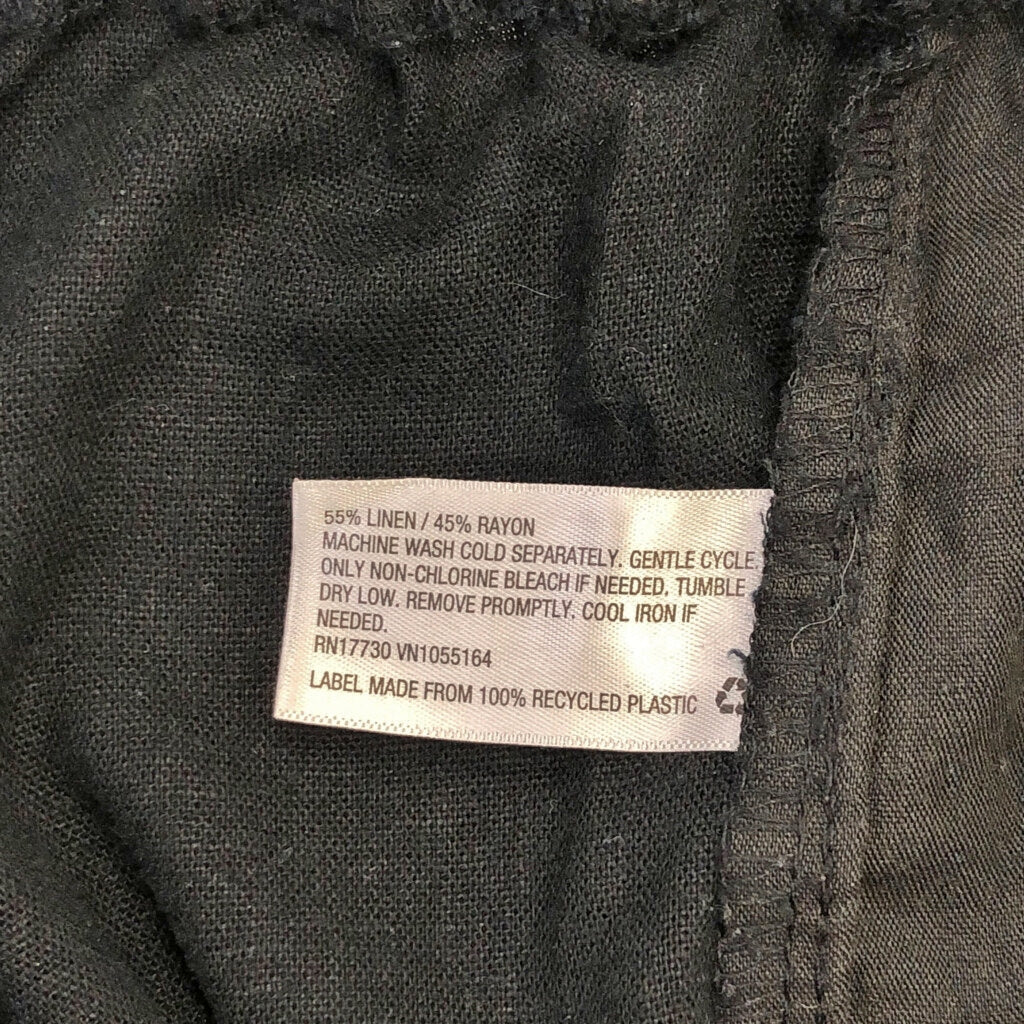 55% LINEN / 45% RAYON
MACHINE WASH COLD SEPARATELY. GENTLE CYCLE.
ONLY NON-CHLORINE BLEACH IF NEEDED. TUMBLE
DRY LOW. REMOVE PROMPTLY. COOL IRON IF
NEEDED.
RN17730 VN1055164
LABEL MADE FROM 100% RECYCLED PLASTIC